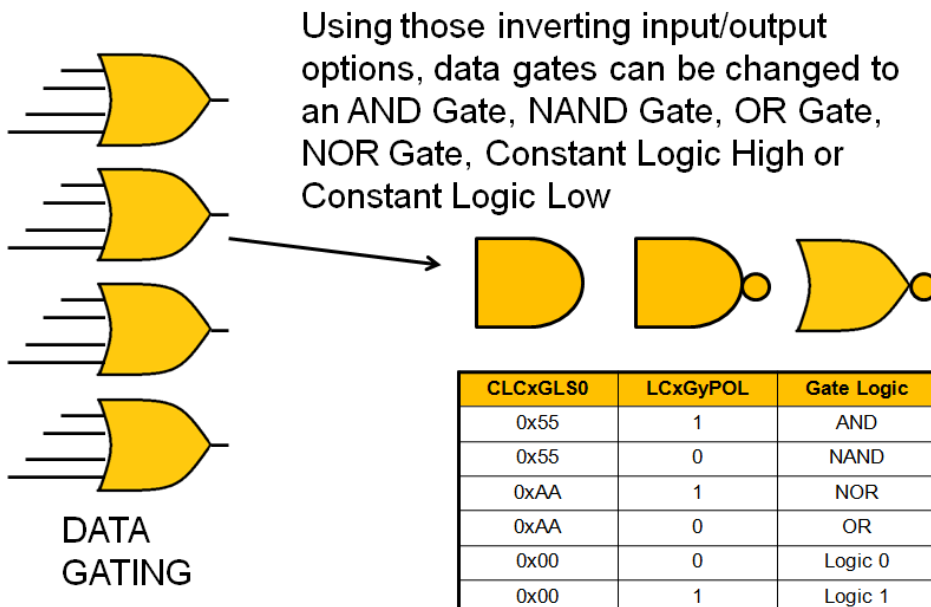 Using those inverting input/output
options, data gates can be changed to
an AND Gate, NAND Gate, OR Gate,
NOR Gate, Constant Logic High or
Constant Logic Low
CLCxGLS0 LCxGyPOL Gate Logic
0x55 1 AND
0x55 0 NAND
0xAA 1 NOR
0xAA 0 OR
0x00 0 Logic 0
0x00 1 Logic 1
DATA
GATING